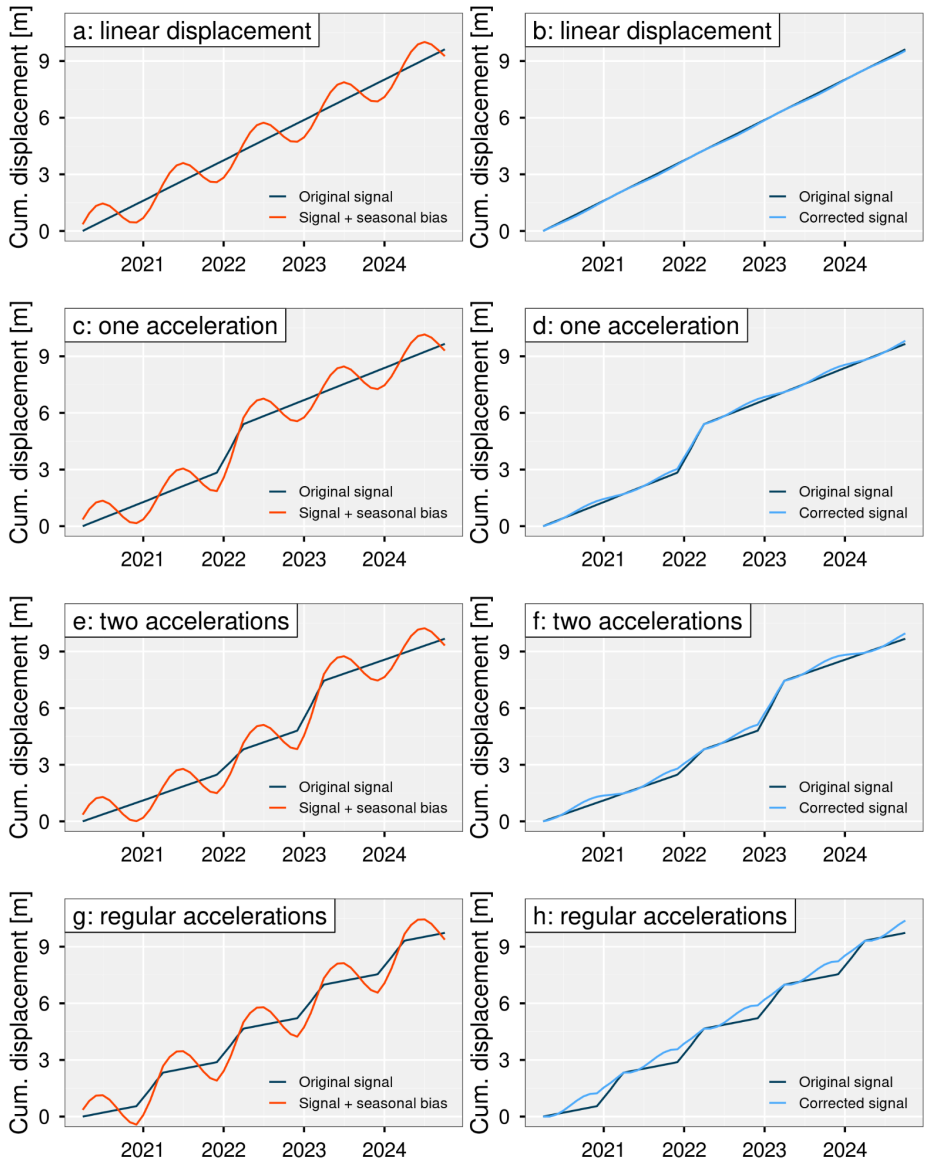 a: linear displacement
Cum. displacement [m]
9
6
3
0
Original signal
Signal + seasonal bias
2021 2022 2023 2024
b: linear displacement
Cum. displacement [m]
9
6
3
0
Original signal
Corrected signal
2021 2022 2023 2024
c: one acceleration
Cum. displacement [m]
9
6
3
0
Original signal
Signal + seasonal bias
2021 2022 2023 2024
d: one acceleration
Cum. displacement [m]
9
6
3
0
Original signal
Corrected signal
2021 2022 2023 2024
e: two accelerations
Cum. displacement [m]
9
6
3
0
Original signal
Signal + seasonal bias
2021 2022 2023 2024
f: two accelerations
Cum. displacement [m]
9
6
3
0
Original signal
Corrected signal
2021 2022 2023 2024
g: regular accelerations
Cum. displacement [m]
9
6
3
0
Original signal
Signal + seasonal bias
2021 2022 2023 2024
h: regular accelerations
Cum. displacement [m]
9
6
3
0
Original signal
Corrected signal
2021 2022 2023 2024